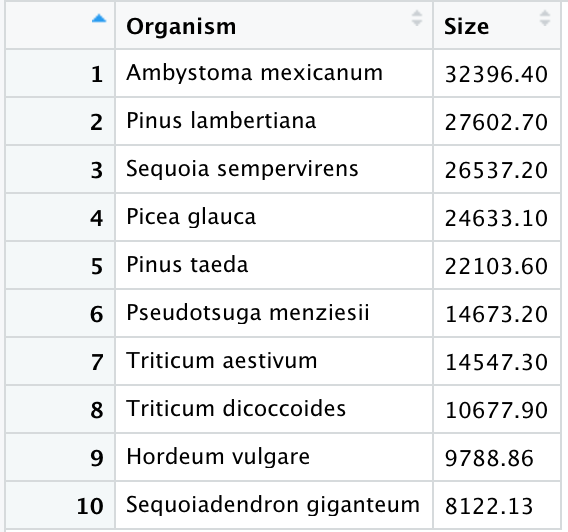 Organism Size
1 Ambystoma mexicanum 32396.40
2 Pinus lambertiana 27602.70
3 Sequoia sempervirens 26537.20
4 Picea glauca 24633.10
5 Pinus taeda 22103.60
6 Pseudotsuga menziesii 14673.20
7 Triticum aestivum 14547.30
8 Triticum dicoccoides 10677.90
9 Hordeum vulgare 9788.86
10 Sequoiadendron giganteum 8122.13